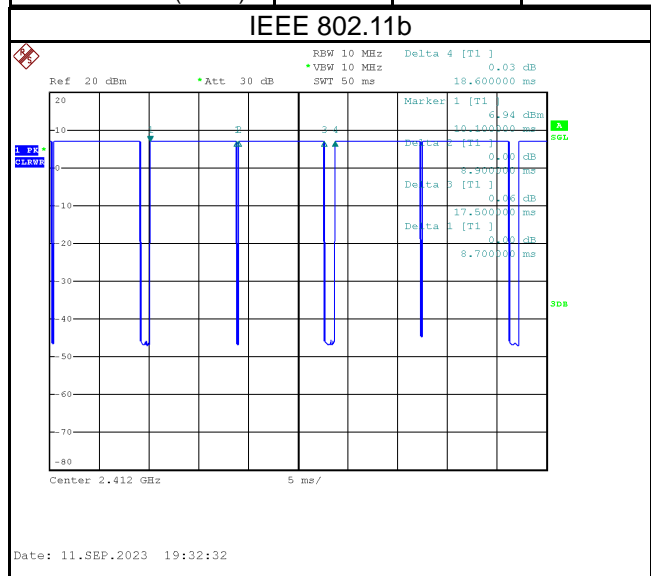 IEEE 802.11b
RBW 10 MHz Delta 4 [T1 ]
*VBW 10 MHz 0.03 dB
Ref 20 dBm *Att 30 dB SWT 50 ms 18.600000 ms
20 Marker 1 [T1 ]
6.94 dBm
10 1 2 3 4 10.100000 ms A
SGL
Delta 2 [T1 ]
1 PK * 0.00 dB
CLRWR
0 8.900000 ms
Delta 3 [T1 ]
0.06 dB
-10 17.500000 ms
Delta 1 [T1 ]
-20 0.00 dB
8.700000 ms
-30
3DB
-40
-50
-60
-70
-80
Center 2.412 GHz 5 ms/
Date: 11.SEP.2023 19:32:32